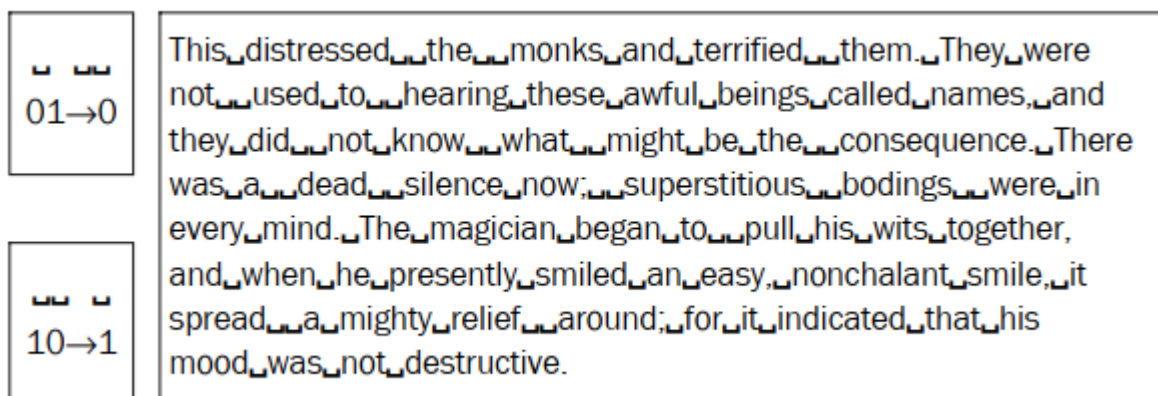 ␣ ␣␣
01→0
␣␣ ␣
10→1
This␣distressed␣␣the␣␣monks␣and␣terrified␣␣them.␣They␣were
not␣␣used␣to␣␣hearing␣these␣awful␣beings␣called␣names,␣and
they␣did␣␣not␣know␣␣what␣␣might␣be␣the␣␣consequence.␣There
was␣a␣␣dead␣␣silence␣now;␣␣superstitious␣␣bodings␣␣were␣in
every␣mind.␣The␣magician␣began␣to␣␣pull␣his␣wits␣together,
and␣when␣he␣presently␣smiled␣an␣easy,␣nonchalant␣smile,␣it
spread␣␣a␣mighty␣relief␣␣around;␣for␣it␣indicated␣that␣his
mood␣was␣not␣destructive.